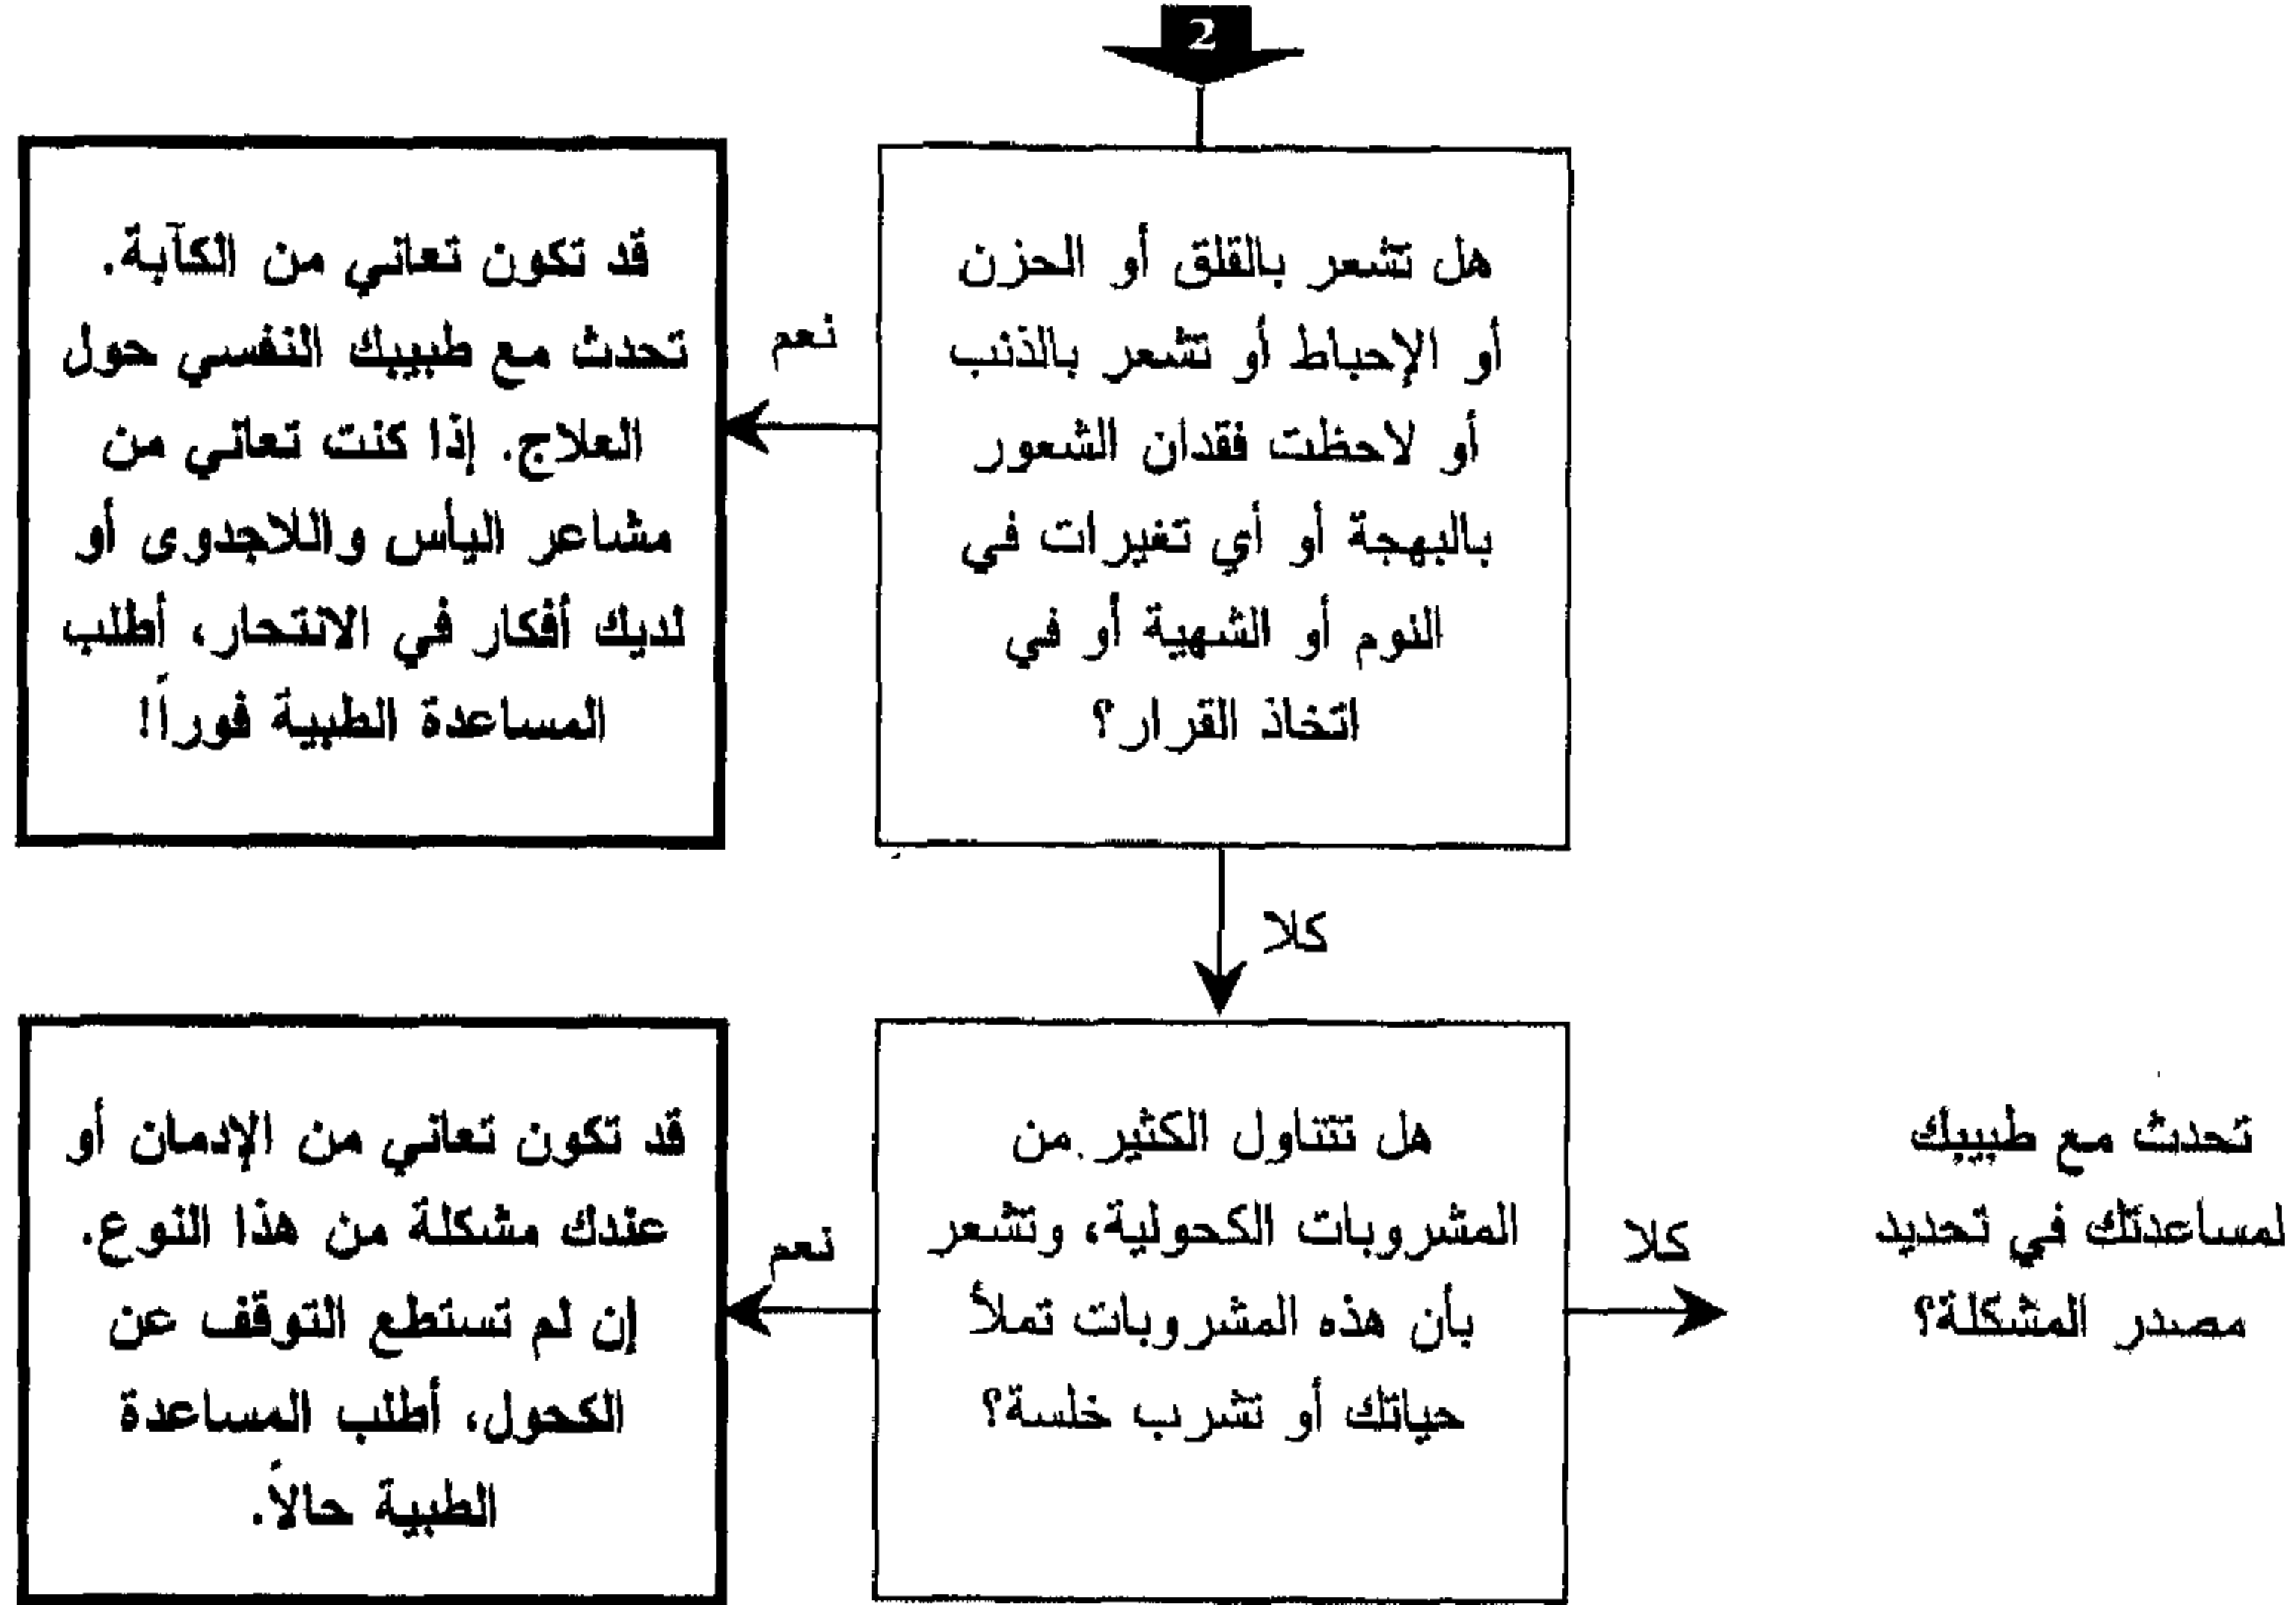 2
هل تشعر بالقلق أو الحزن
أو الإحباط أو تشعر بالذنب
أو لاحظت فقدان الشعور
بالبهجة أو أي تغيرات في
النوم أو الشهية أو في
اتخاذ القرار؟
نعم
قد تكون تعاني من الكآبة.
تحدث مع طبيبك النفسي حول
العلاج. إذا كنت تعاني من
مشاعر اليأس واللاجدوى أو
لديك أفكار في الانتحار، أطلب
المساعدة الطبية فوراً!
كلا
هل تتناول الكثير من
المشروبات الكحولية، وتشعر
بأن هذه المشروبات تملأ
حياتك أو تشرب خلسة؟
نعم
قد تكون تعاني من الإدمان أو
عندك مشكلة من هذا النوع.
إن لم تستطع التوقف عن
الكحول، أطلب المساعدة
الطبية حالاً.
كلا
تحدث مع طبيبك
لمساعدتك في تحديد
مصدر المشكلة؟